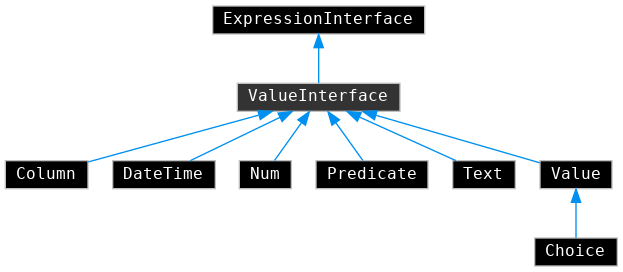 ExpressionInterface
ValueInterface
Column DateTime Num Predicate Text Value
Choice